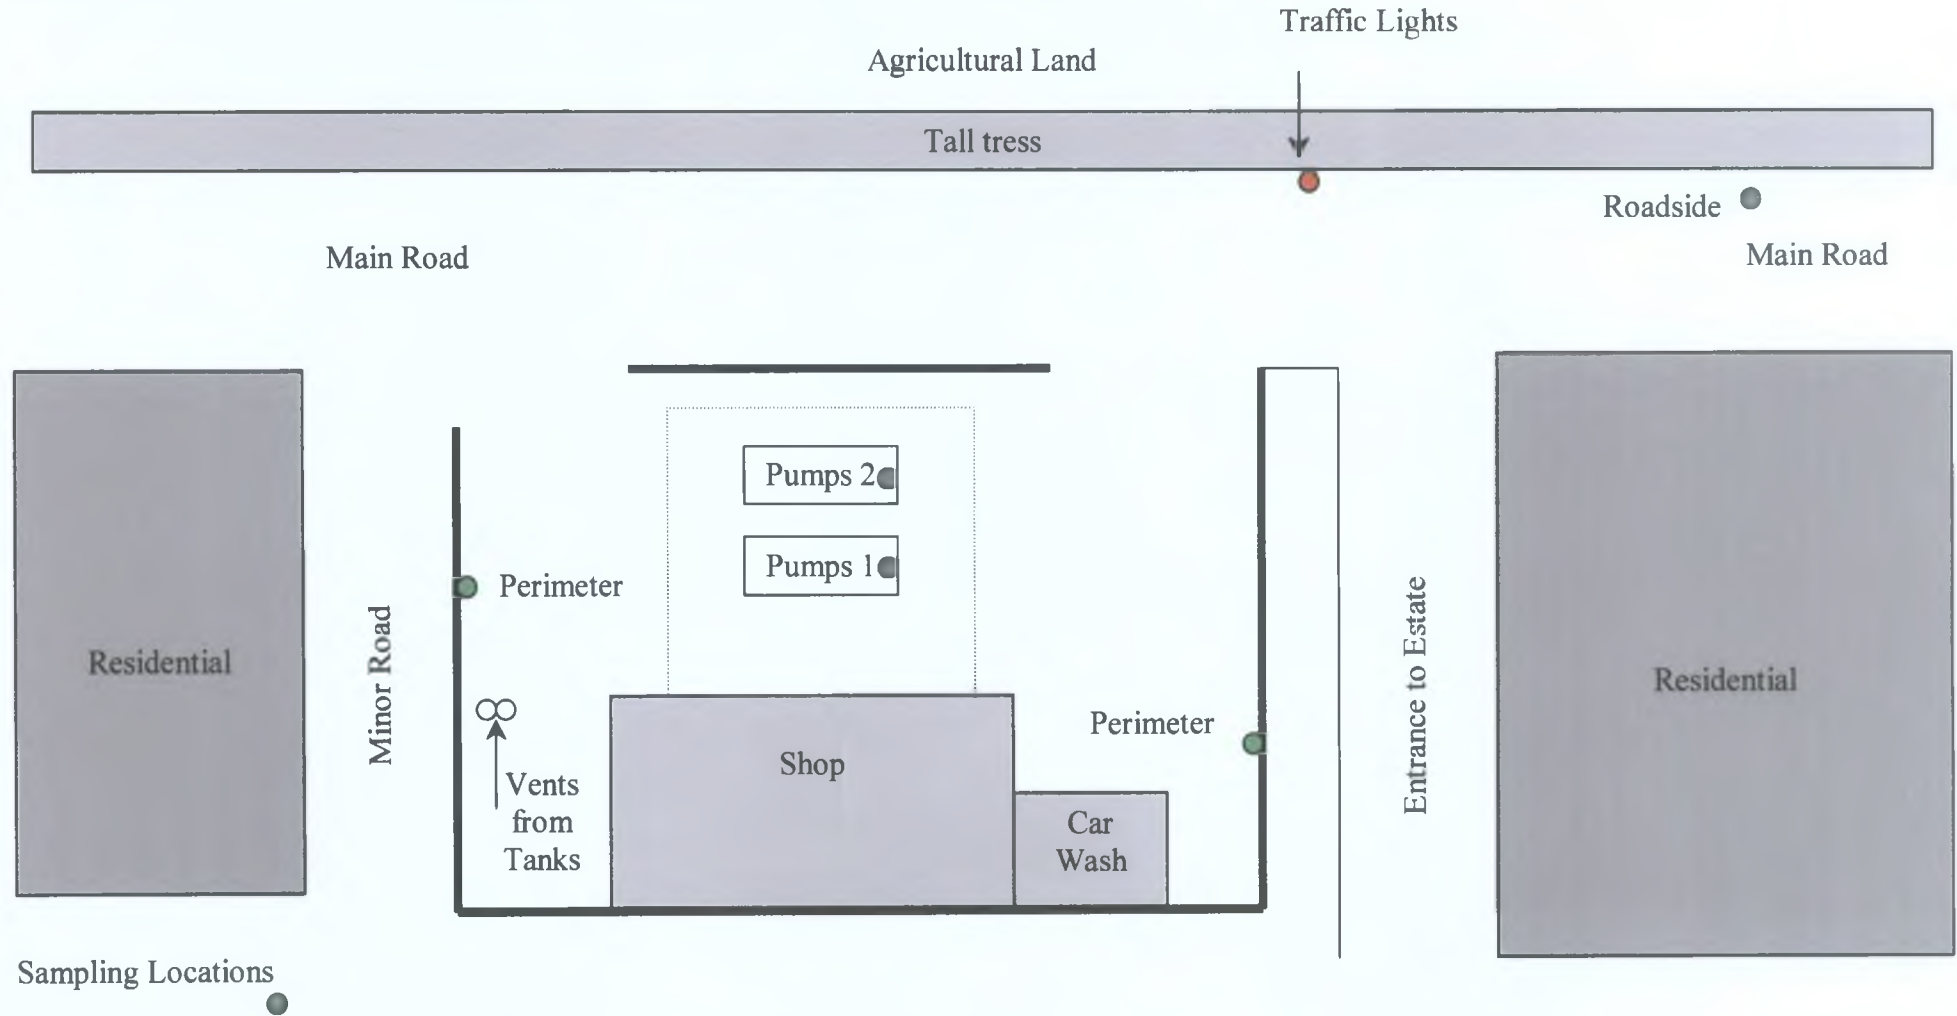 Traffic Lights
Agricultural Land
Tall tress
Roadside
Main Road
Main Road
Pumps 2
Pumps 1
Perimeter
Residential
Minor Road
Vents
from
Tanks
Shop
Car
Wash
Perimeter
Entrance to Estate
Residential
Sampling Locations